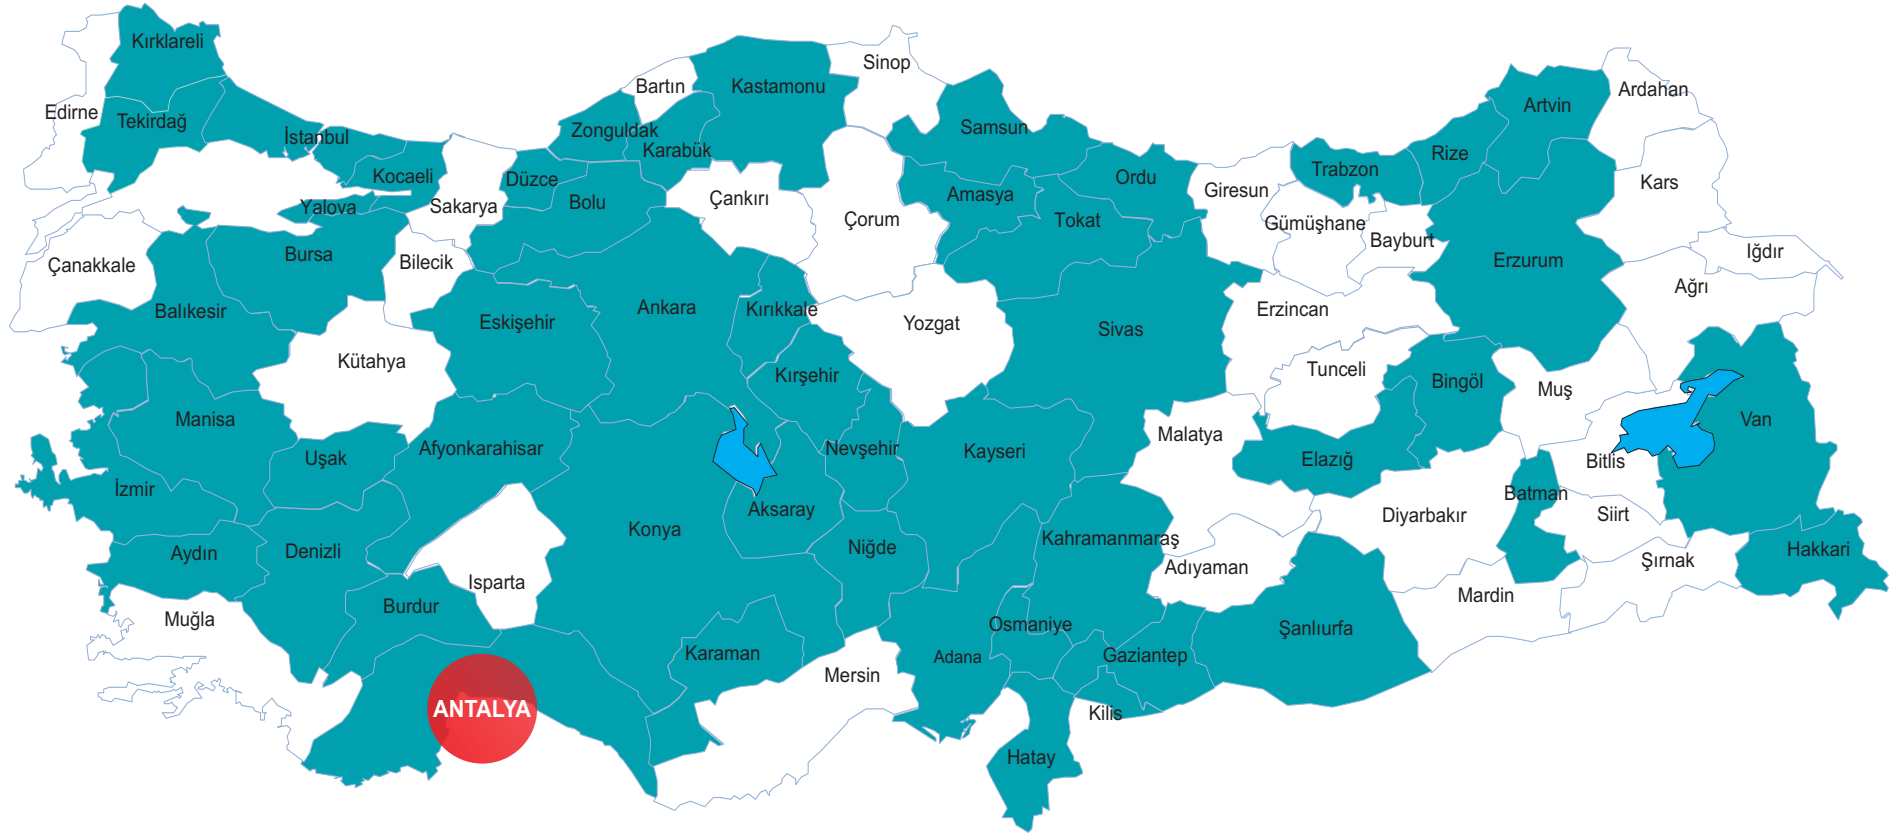 Kırklareli
Sinop
Bartın
Kastamonu
Ardahan
Artvin
Edirne
Tekirdağ
İstanbul
Zonguldak
Samsun
Karabük
Rize
Trabzon
Kars
Kocaeli
Düzce
Ordu
Giresun
Amasya
Çankırı
Bolu
Yalova
Sakarya
Çorum
Tokat
Gümüşhane
Bayburt
Iğdır
Bursa
Bilecik
Çanakkale
Erzurum
Ağrı
Balıkesir
Ankara
Kırıkkale
Erzincan
Eskişehir
Yozgat
Sivas
Kütahya
Tunceli
Kırşehir
Bingöl
Muş
Manisa
Van
Malatya
Afyonkarahisar
Nevşehir
Kayseri
Uşak
Elazığ
Bitlis
İzmir
Batman
Aksaray
Siirt
Diyarbakır
Konya
Kahramanmaraş
Niğde
Hakkari
Aydın
Denizli
Şırnak
Adıyaman
Isparta
Mardin
Burdur
Muğla
Osmaniye
Şanlıurfa
Karaman
Adana
Gaziantep
Mersin
ANTALYA
Kilis
Hatay